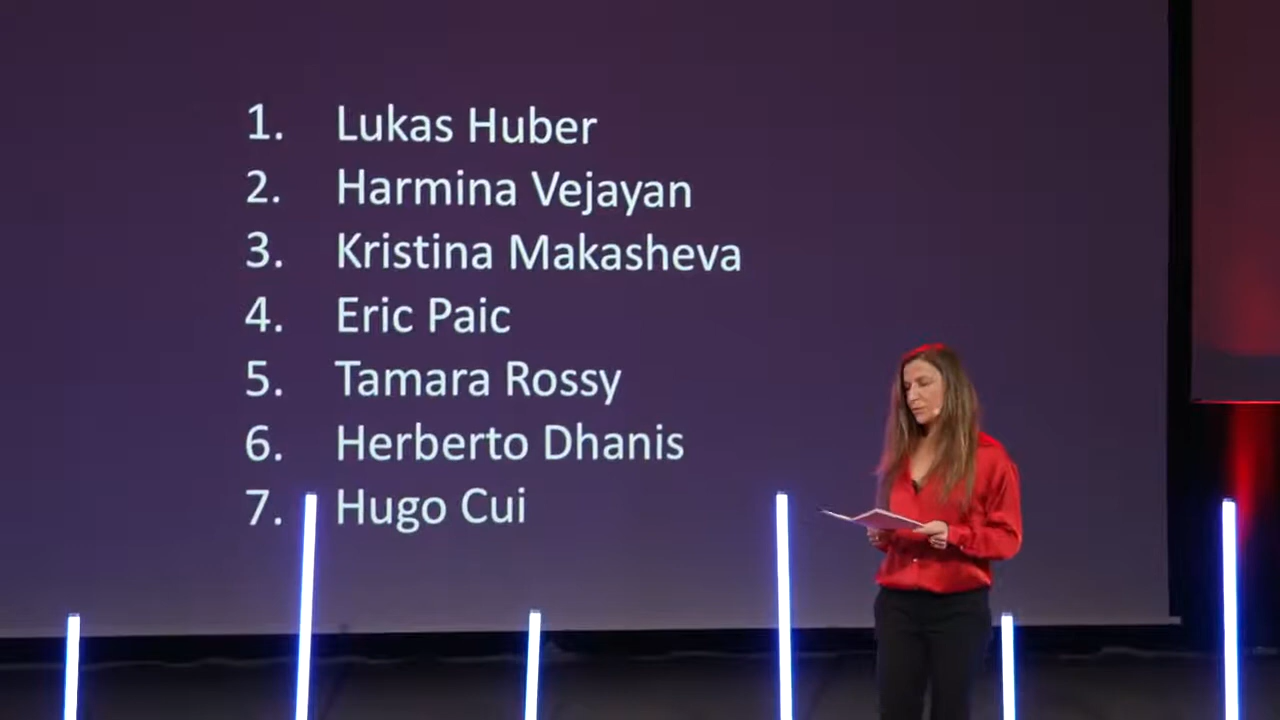 1. Lukas Huber
2. Harmina Vejayan
3. Kristina Makasheva
4. Eric Paic
5. Tamara Rossy
6. Herberto Dhanis
7. Hugo Cui